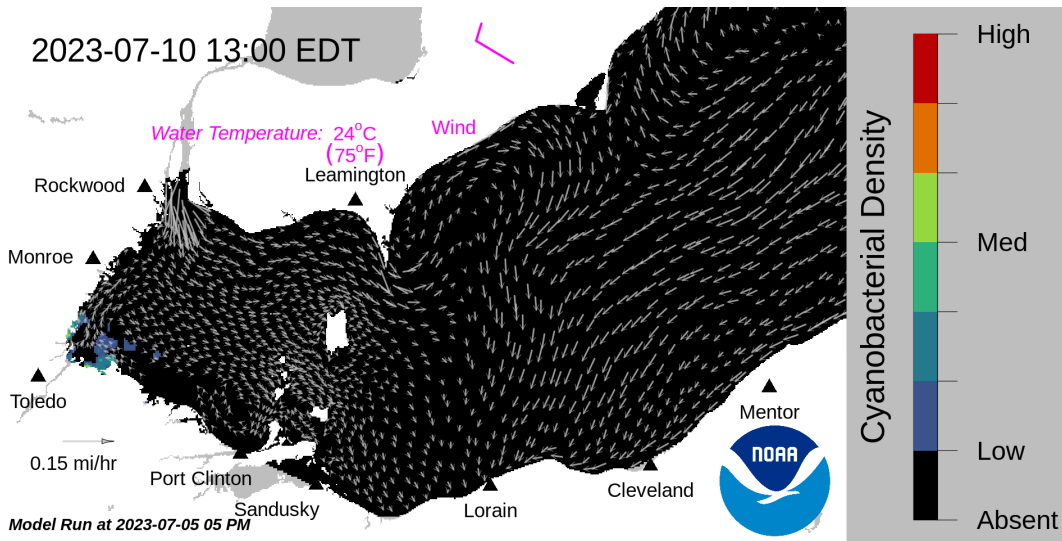 2023-07-10 13:00 EDT
High
Wind
Water Temperature: 24°C
(75°F)
Leamington
Rockwood
Monroe
Med
Cyanobacterial Density
Toledo
Mentor
0.15 mi/hr
NOAA
Low
Port Clinton
Cleveland
Sandusky
Lorain
Model Run at 2023-07-05 05 PM
Absent